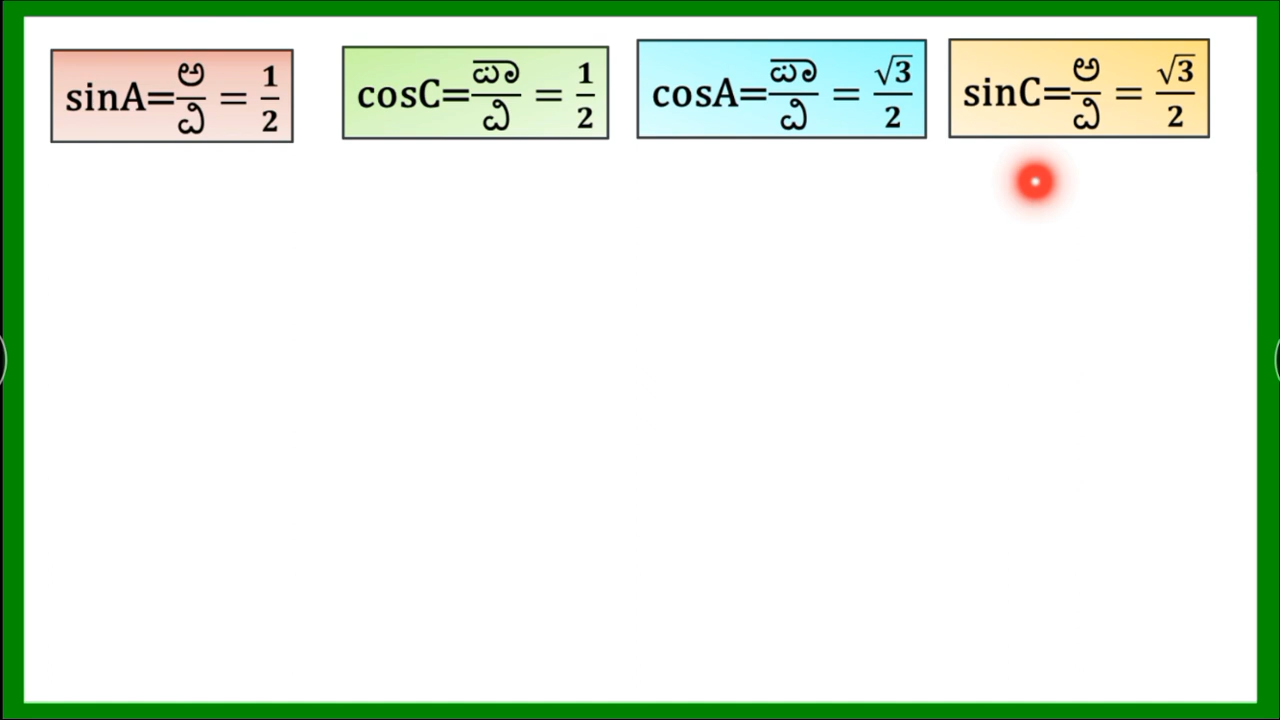 sinA=ಅ/ವಿ = 1/2
cosC=ಪಾ/ವಿ = 1/2
cosA=ಪಾ/ವಿ = √3/2
sinC=ಅ/ವಿ = √3/2